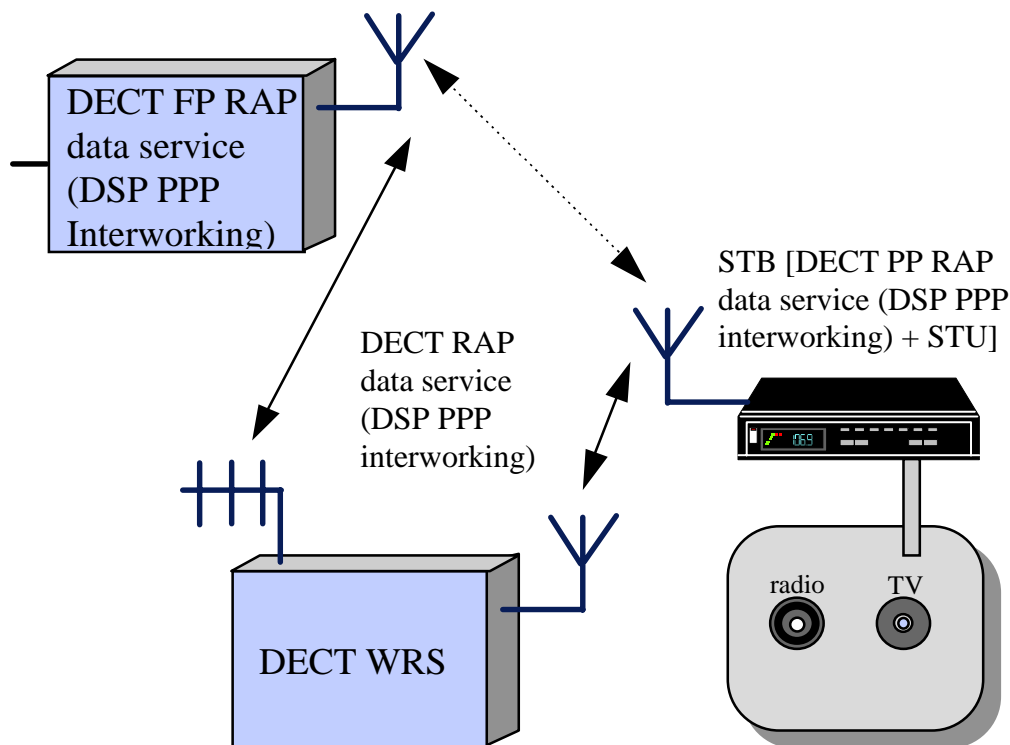 DECT FP RAP
data service
(DSP PPP
Interworking)
STB [DECT PP RAP
data service (DSP PPP
interworking) + STU]
DECT RAP
data service
(DSP PPP
interworking)
1069
radio
TV
DECT WRS